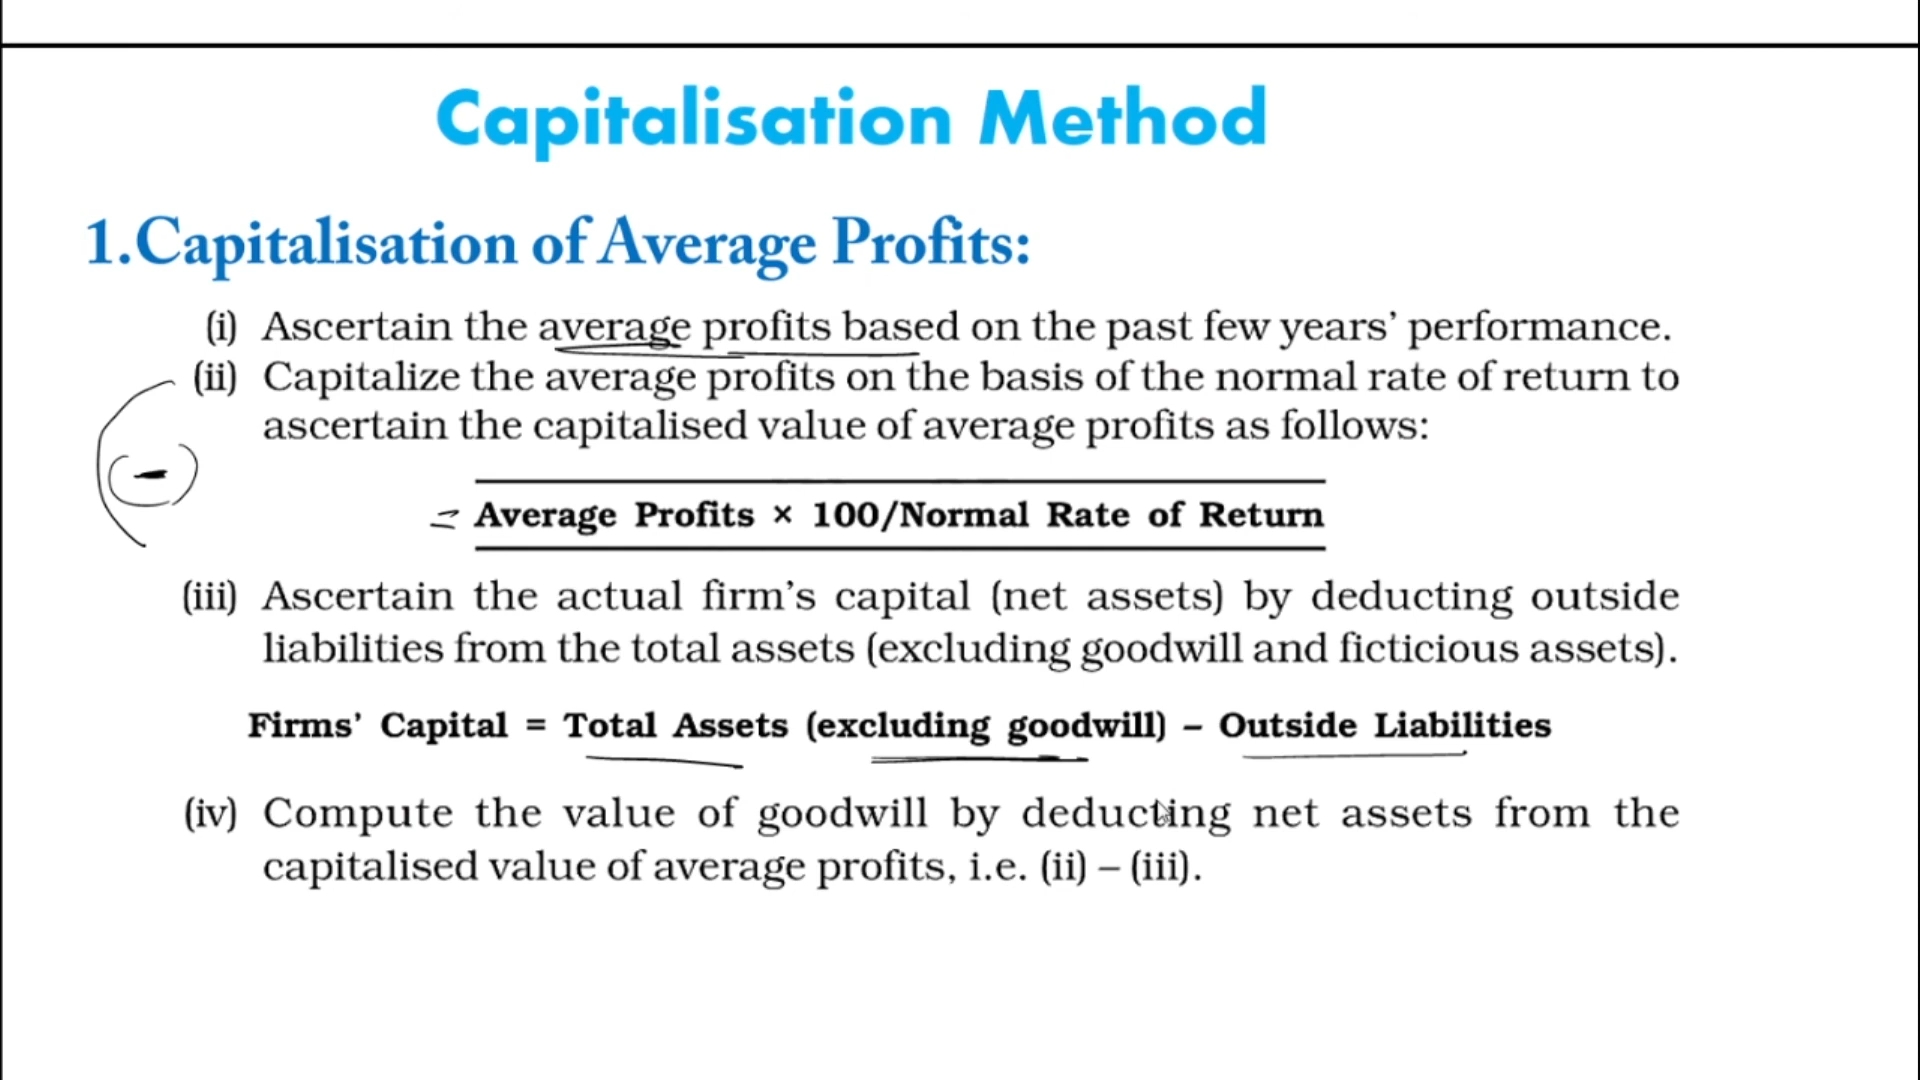 Capitalisation Method
1.Capitalisation of Average Profits:
(i) Ascertain the average profits based on the past few years’ performance.
(ii) Capitalize the average profits on the basis of the normal rate of return to
ascertain the capitalised value of average profits as follows:
= Average Profits × 100/Normal Rate of Return
(iii) Ascertain the actual firm’s capital (net assets) by deducting outside
liabilities from the total assets (excluding goodwill and ficticious assets).
Firms’ Capital = Total Assets (excluding goodwill) – Outside Liabilities
(iv) Compute the value of goodwill by deducting net assets from the
capitalised value of average profits, i.e. (ii) – (iii).